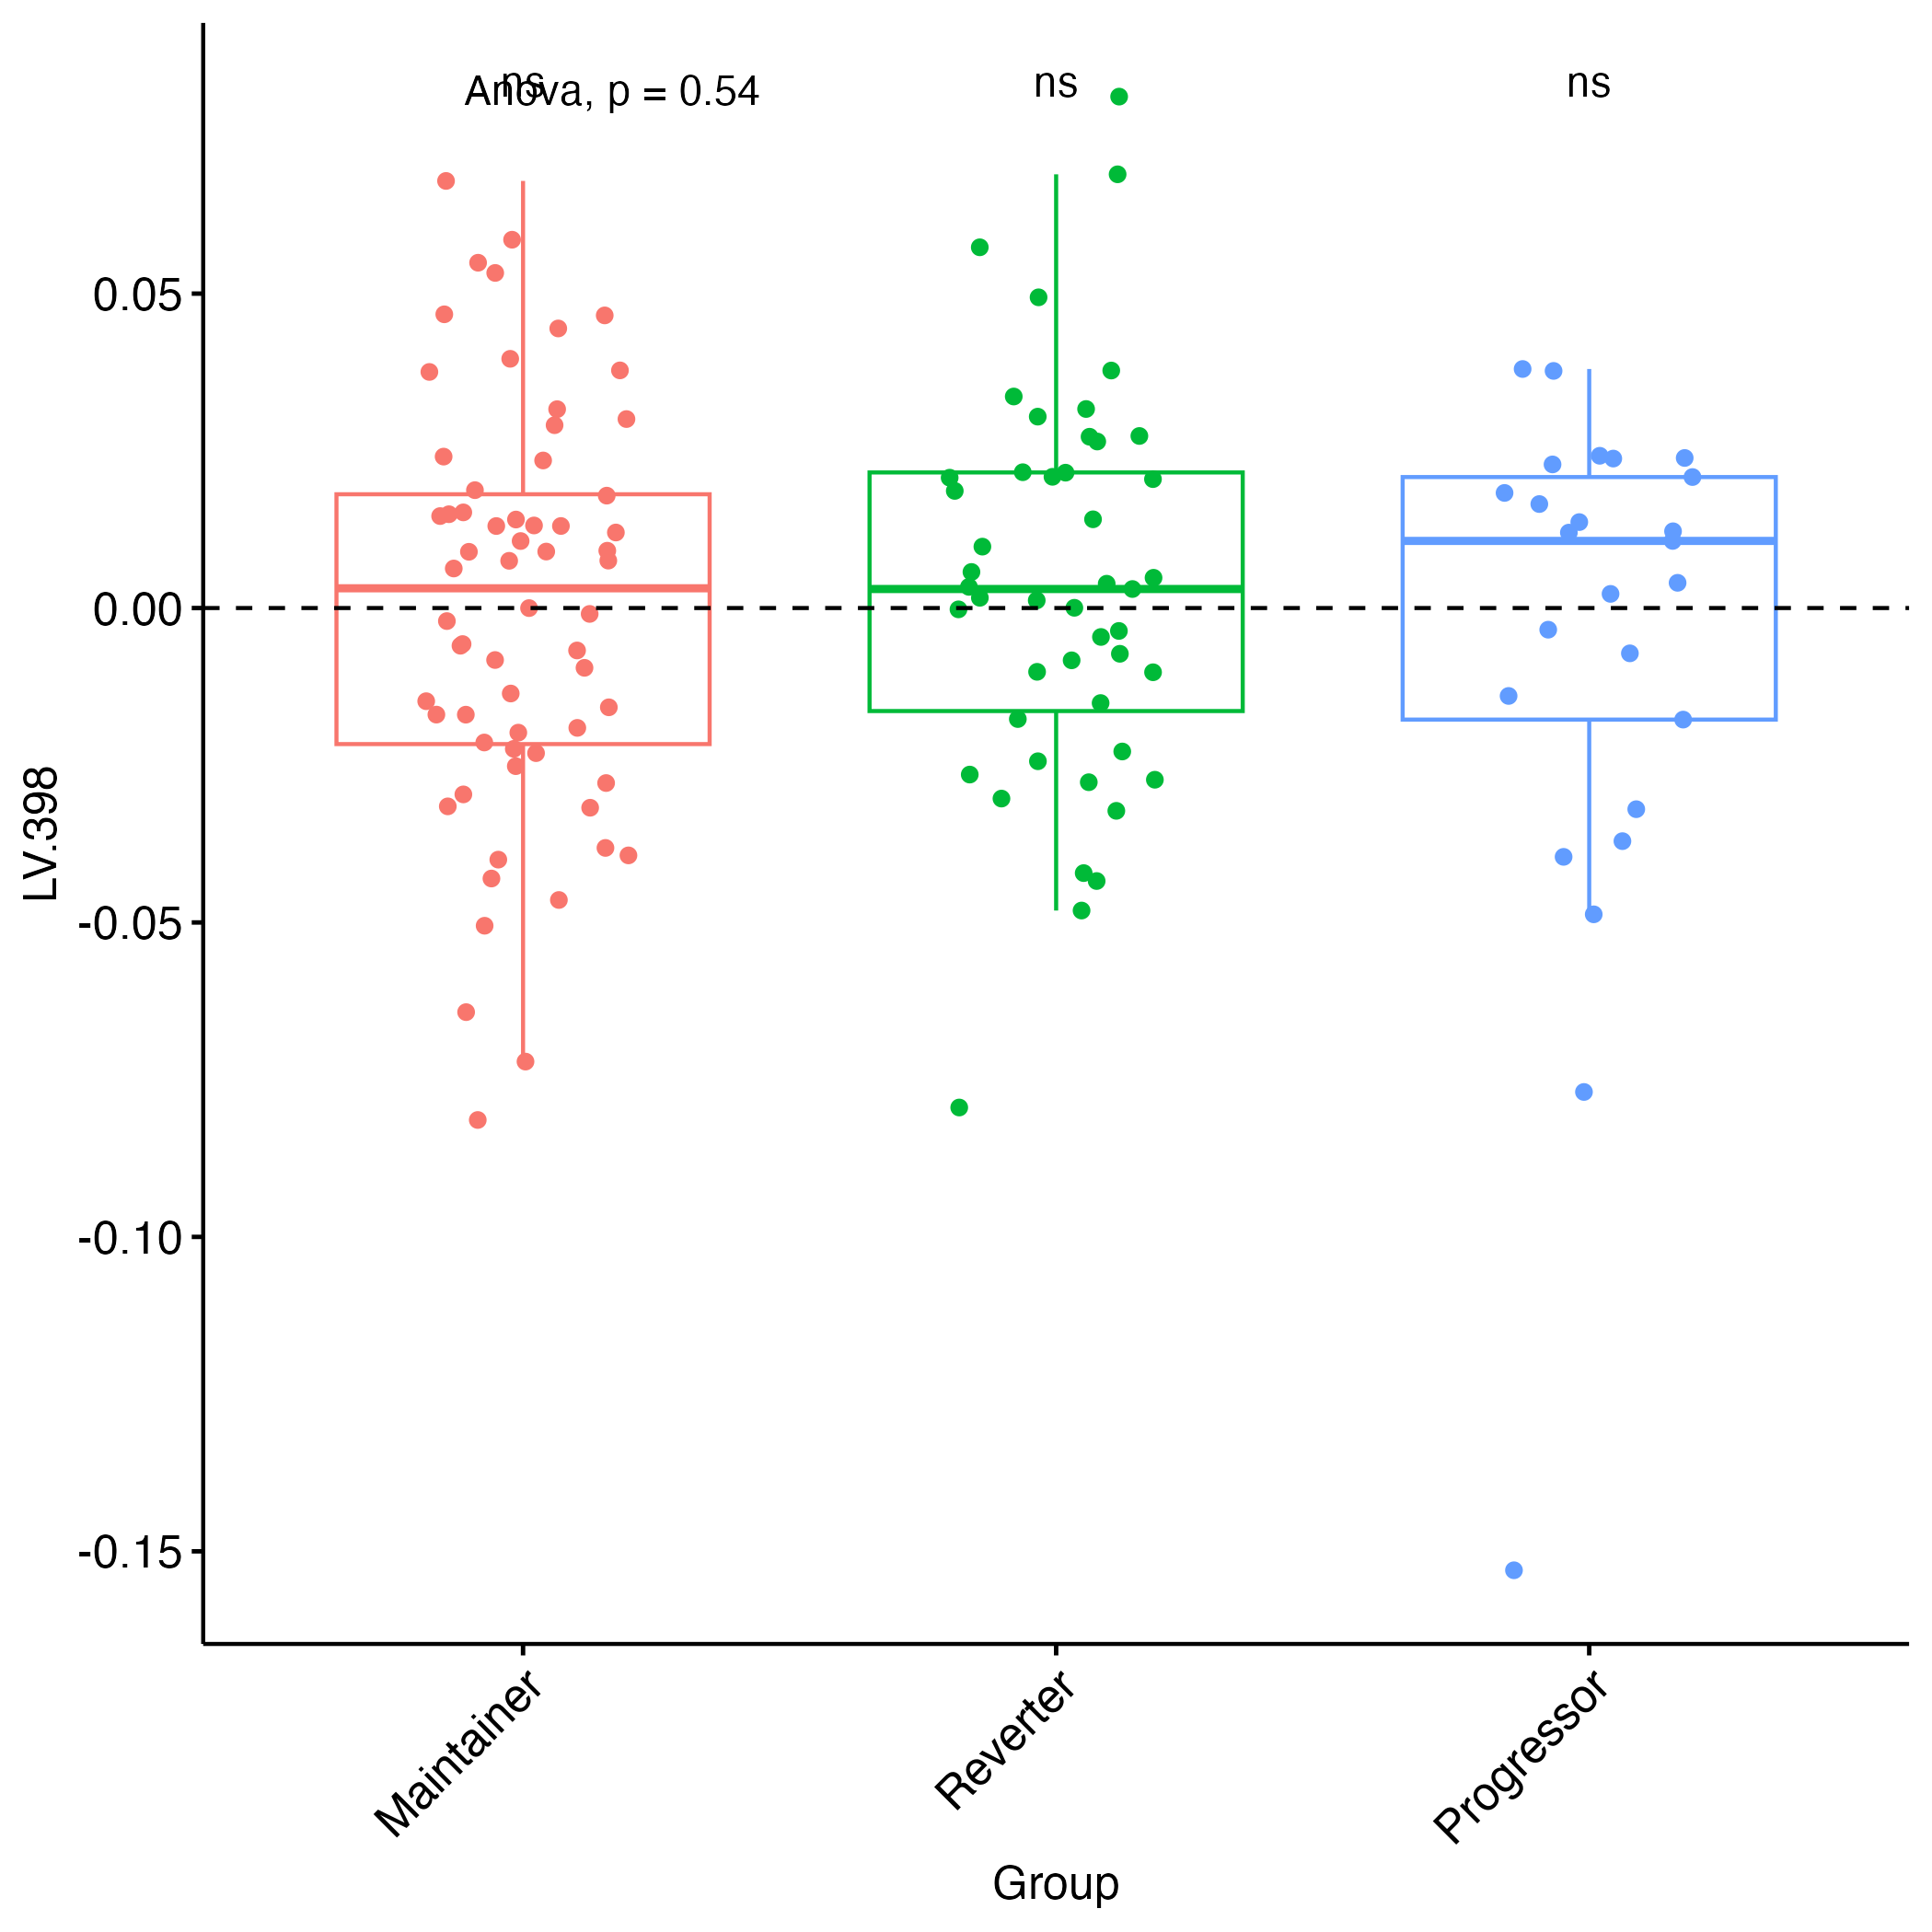 ns
Anova, p = 0.54
ns
ns
0.05
0.00
-0.05
-0.10
-0.15
LV.398
Maintainer
Reverter
Progressor
Group